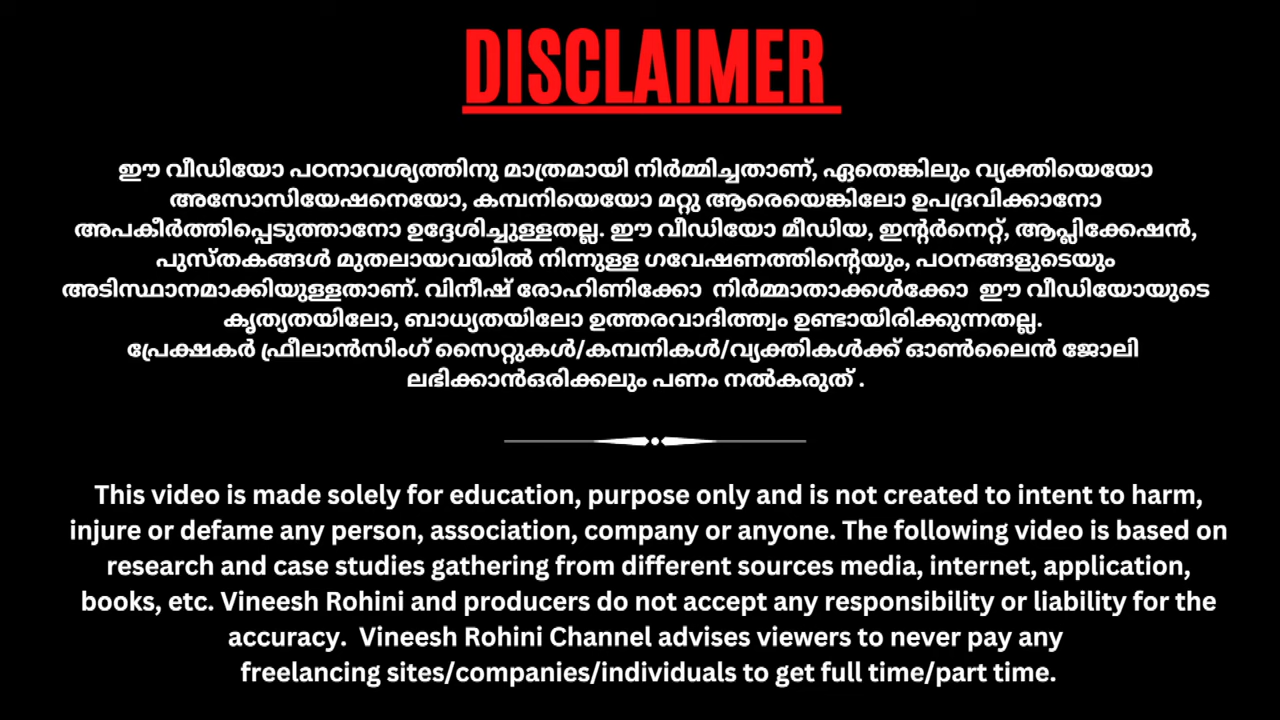 DISCLAIMER
ഈ വീഡിയോ പഠനാവശ്യത്തിനു മാത്രമായി നിർമ്മിച്ചതാണ്, ഏതെങ്കിലും വ്യക്തിയെയോ
അസോസിയേഷനെയോ, കമ്പനിയെയോ മറ്റു ആരെയെങ്കിലോ ഉപദ്രവിക്കാനോ
അപകീർത്തിപ്പെടുത്താനോ ഉദ്ദേശിച്ചുള്ളതല്ല. ഈ വീഡിയോ മീഡിയ, ഇന്റർനെറ്റ്, ആപ്ലിക്കേഷൻ,
പുസ്തകങ്ങൾ മുതലായവയിൽ നിന്നുള്ള ഗവേഷണത്തിന്റെയും, പഠനങ്ങളുടെയും
അടിസ്ഥാനമാക്കിയുള്ളതാണ്. വിനീഷ് രോഹിണിക്കോ നിർമ്മാതാക്കൾക്കോ ഈ വീഡിയോയുടെ
കൃത്യതയിലോ, ബാധ്യതയിലോ ഉത്തരവാദിത്ത്വം ഉണ്ടായിരിക്കുന്നതല്ല.
പ്രേക്ഷകർ ഫ്രീലാൻസിംഗ് സൈറ്റുകൾ/കമ്പനികൾ/വ്യക്തികൾക്ക് ഓൺലൈൻ ജോലി
ലഭിക്കാൻഒരിക്കലും പണം നൽകരുത് .
This video is made solely for education, purpose only and is not created to intent to harm,
injure or defame any person, association, company or anyone. The following video is based on
research and case studies gathering from different sources media, internet, application,
books, etc. Vineesh Rohini and producers do not accept any responsibility or liability for the
accuracy. Vineesh Rohini Channel advises viewers to never pay any
freelancing sites/companies/individuals to get full time/part time.